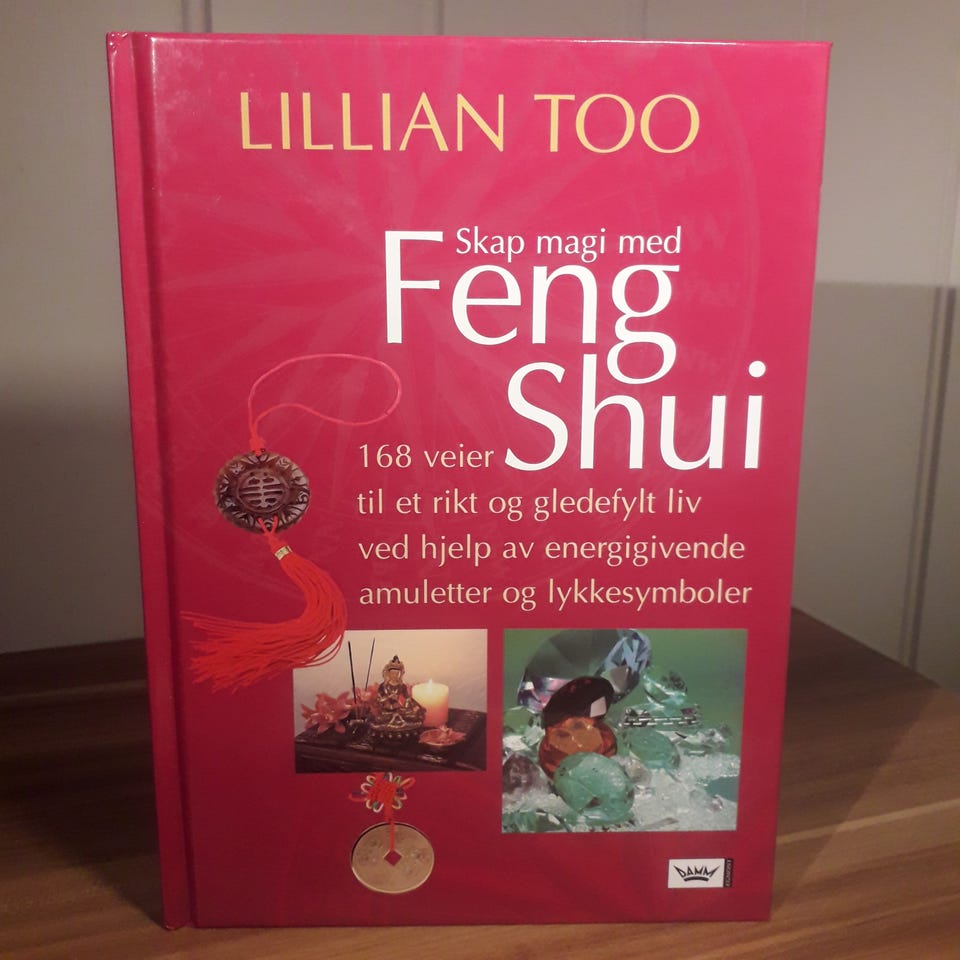 LILLIAN TOO
Skap magi med
Feng
Shui
168 veier
til et rikt og gledefylt liv
ved hjelp av energigivende
amuletter og lykkesymboler
DAMM